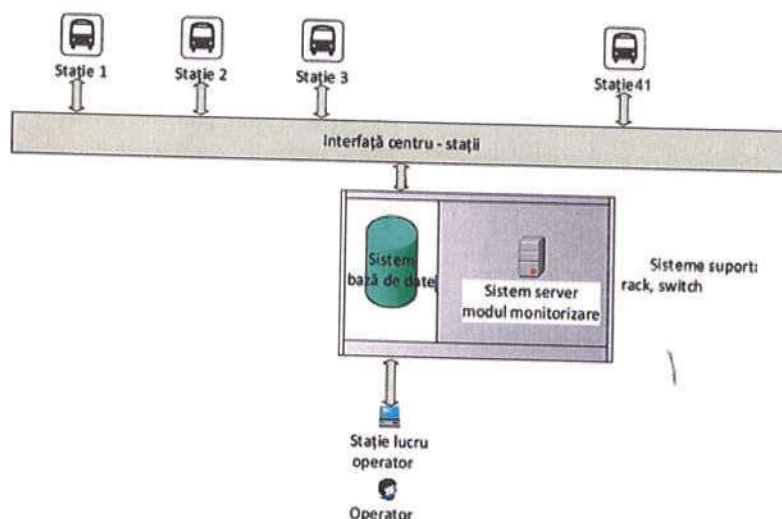 Stație 1
Stație 2
Stație 3
Stație41
Interfață centru - stații
Sistem
bază de date
Sistem server
modul monitorizare
Sisteme suport:
rack, switch
Stație lucru
operator
Operator